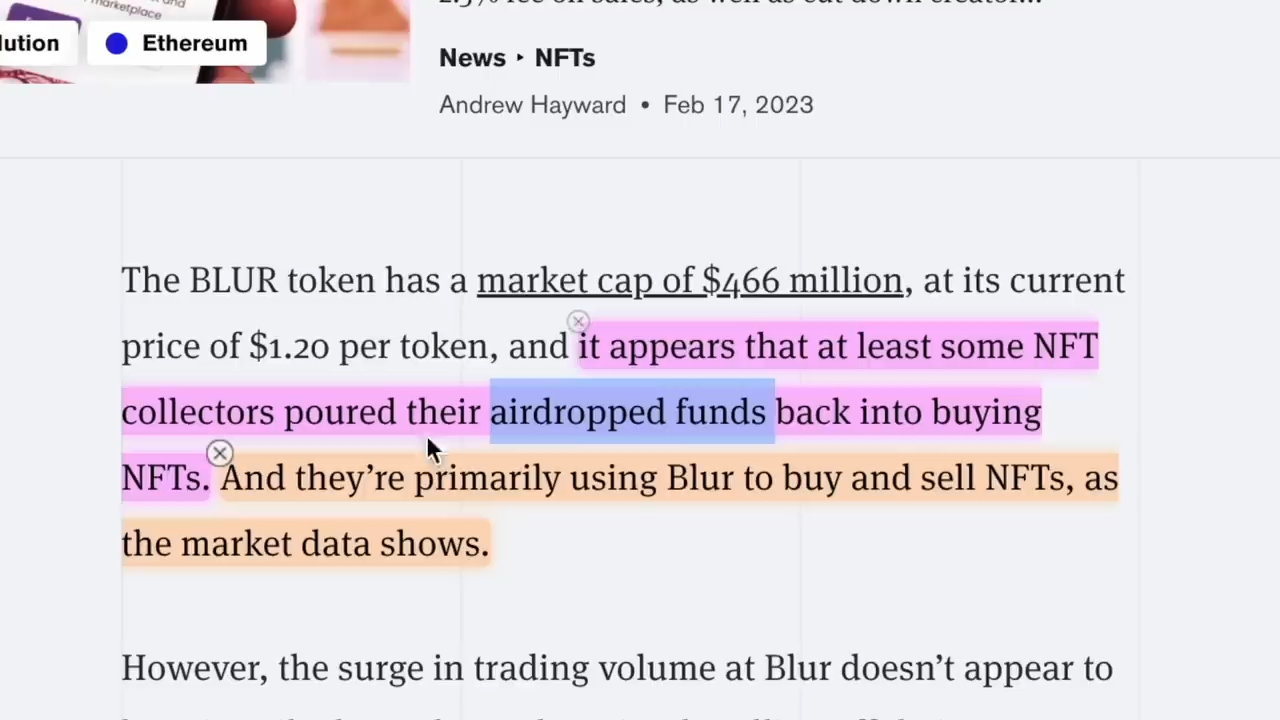 marketplace
and
lution
Ethereum
News ‣ NFTs
Andrew Hayward • Feb 17, 2023
The BLUR token has a market cap of $466 million, at its current
price of $1.20 per token, and it appears that at least some NFT
collectors poured their airdropped funds back into buying
NFTs. And they’re primarily using Blur to buy and sell NFTs, as
the market data shows.
However, the surge in trading volume at Blur doesn’t appear to